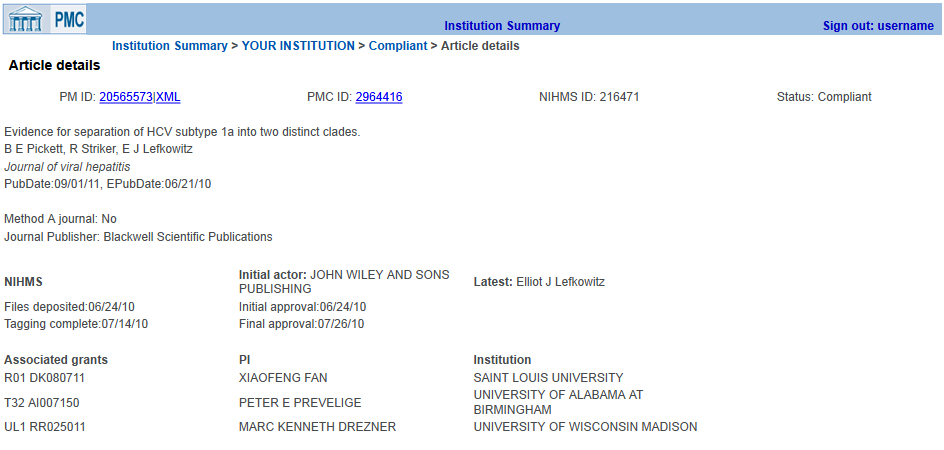 PMC
Institution Summary
Sign out: username
Institution Summary > YOUR INSTITUTION > Compliant > Article details
Article details
PM ID: 20565573|XML
PMC ID: 2964416
NIHMS ID: 216471
Status: Compliant
Evidence for separation of HCV subtype 1a into two distinct clades.
B E Pickett, R Striker, E J Lefkowitz
Journal of viral hepatitis
PubDate:09/01/11, EPubDate:06/21/10
Method A journal: No
Journal Publisher: Blackwell Scientific Publications
NIHMS
Initial actor: JOHN WILEY AND SONS
PUBLISHING
Latest: Elliot J Lefkowitz
Files deposited:06/24/10
Initial approval:06/24/10
Tagging complete:07/14/10
Final approval:07/26/10
Associated grants
PI
Institution
R01 DK080711
XIAOFENG FAN
SAINT LOUIS UNIVERSITY
T32 AI007150
PETER E PREVELIGE
UNIVERSITY OF ALABAMA AT
BIRMINGHAM
UL1 RR025011
MARC KENNETH DREZNER
UNIVERSITY OF WISCONSIN MADISON